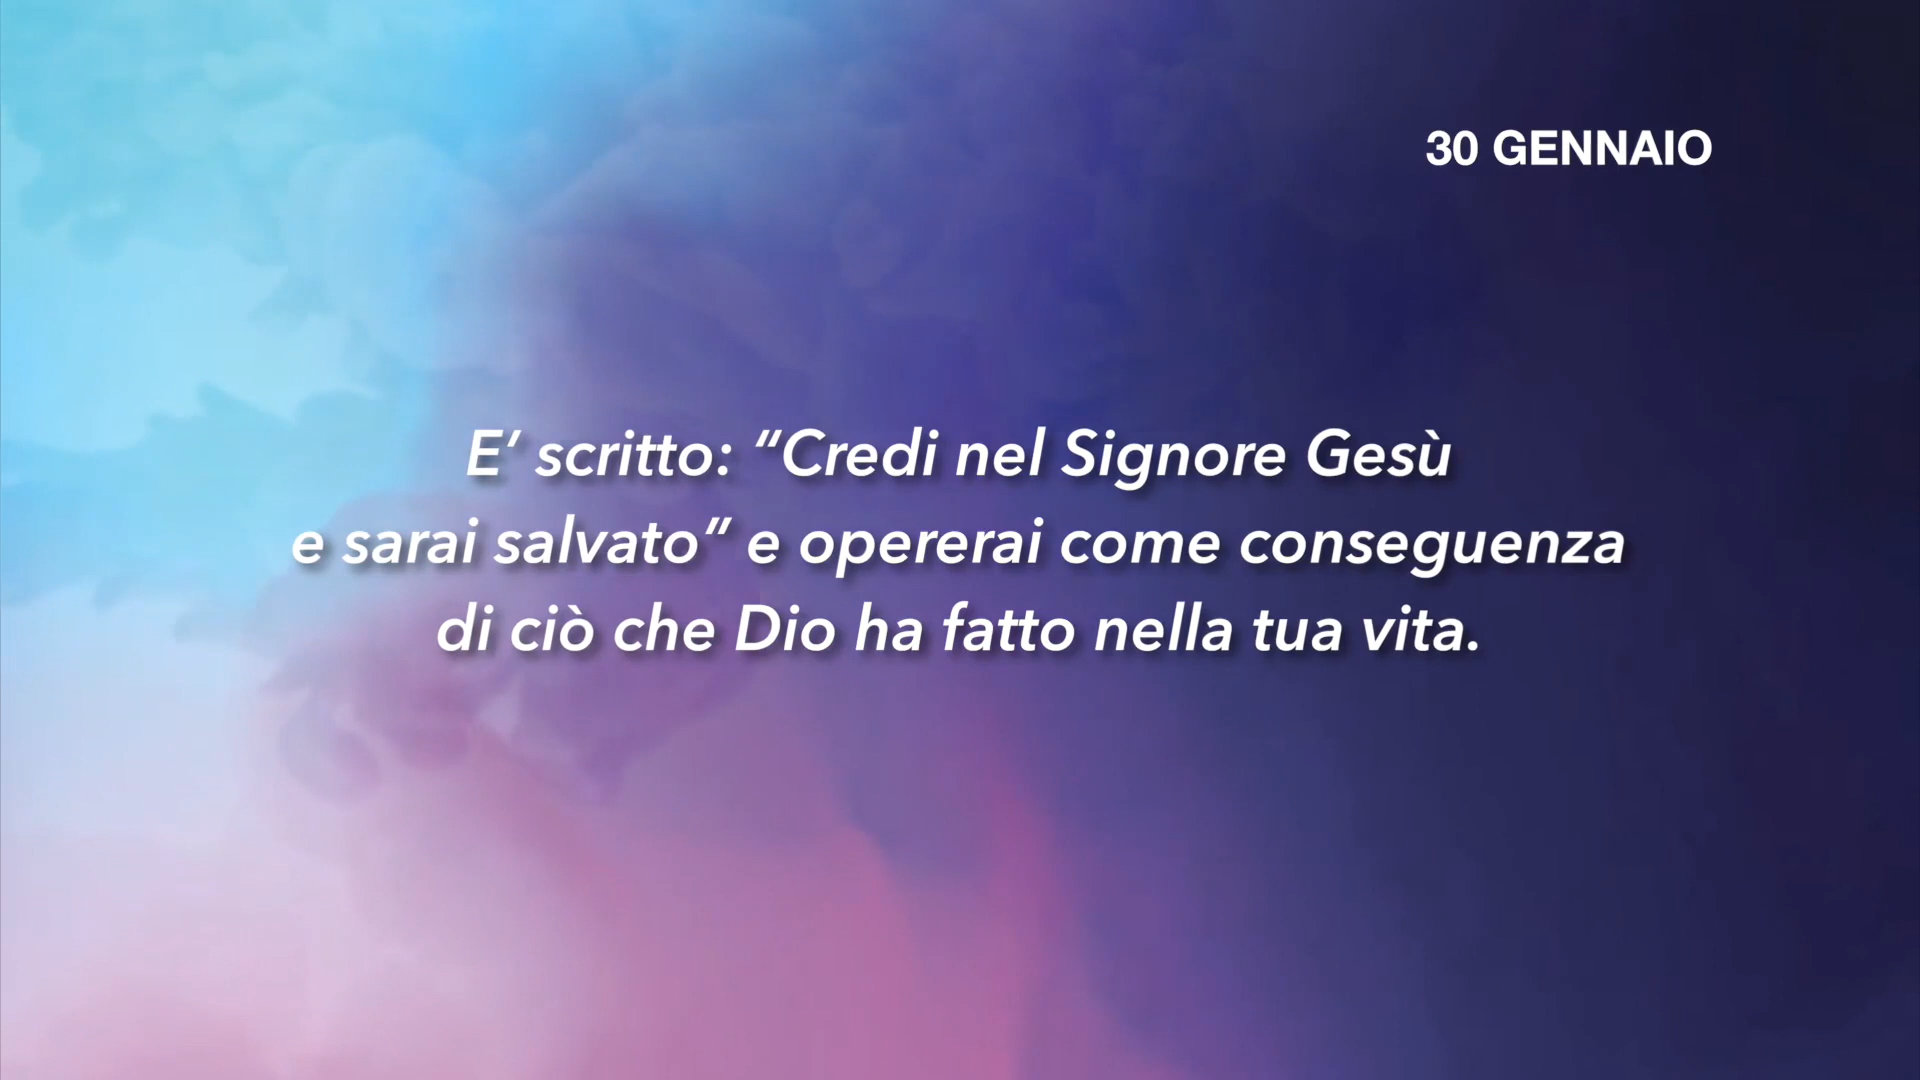 30 GENNAIO
E’ scritto: “Credi nel Signore Gesù
e sarai salvato” e opererai come conseguenza
di ciò che Dio ha fatto nella tua vita.